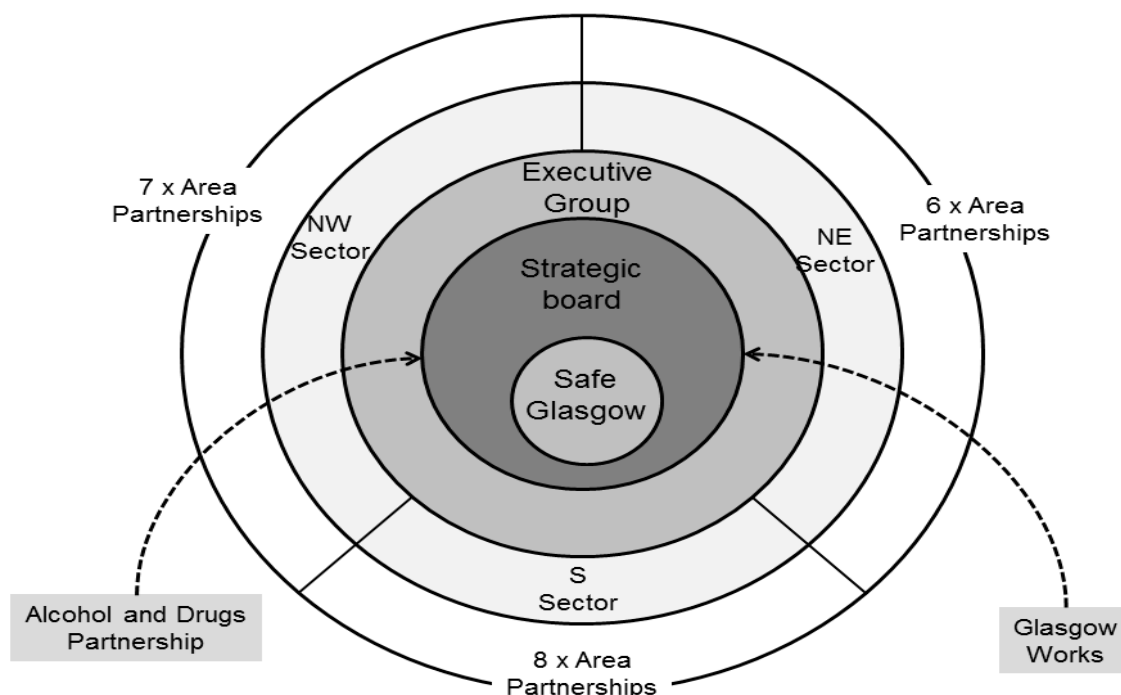 Executive
Group
7 x Area
Partnerships
6 x Area
Partnerships
NW
Sector
NE
Sector
Strategic
board
Safe
Glasgow
S
Sector
Alcohol and Drugs
Partnership
Glasgow
Works
8 x Area
Partnerships